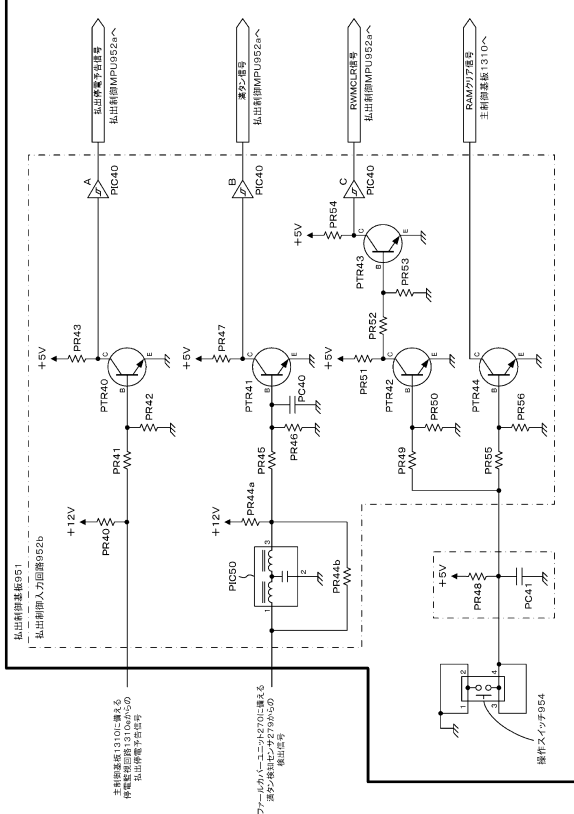 払出制御基板951
払出制御入力回路952b
主制御基板1310に備える
停電監視回路1310eからの
払出停電予告信号
+12V
PR40
PR41
PR42
+5V
PR43
PTR40
B
C
E
A
PIC40
払出停電予告信号
払出制御MPU952aへ
ファールカバーユニット270に備える
満タン検知センサ279からの
検出信号
PIC50
1
2
3
+12V
PR44a
PR44b
PR45
PR46
PC40
+5V
PR47
PTR41
B
C
E
B
PIC40
満タン信号
払出制御MPU952aへ
PR49
PR50
+5V
PR51
PTR42
B
C
E
PR52
PR53
+5V
PR54
PTR43
B
C
E
C
PIC40
RWMCLR信号
払出制御MPU952aへ
操作スイッチ954
1
2
3
4
+5V
PR48
PC41
PR55
PR56
PTR44
B
C
E
RAMクリア信号
主制御基板1310へ